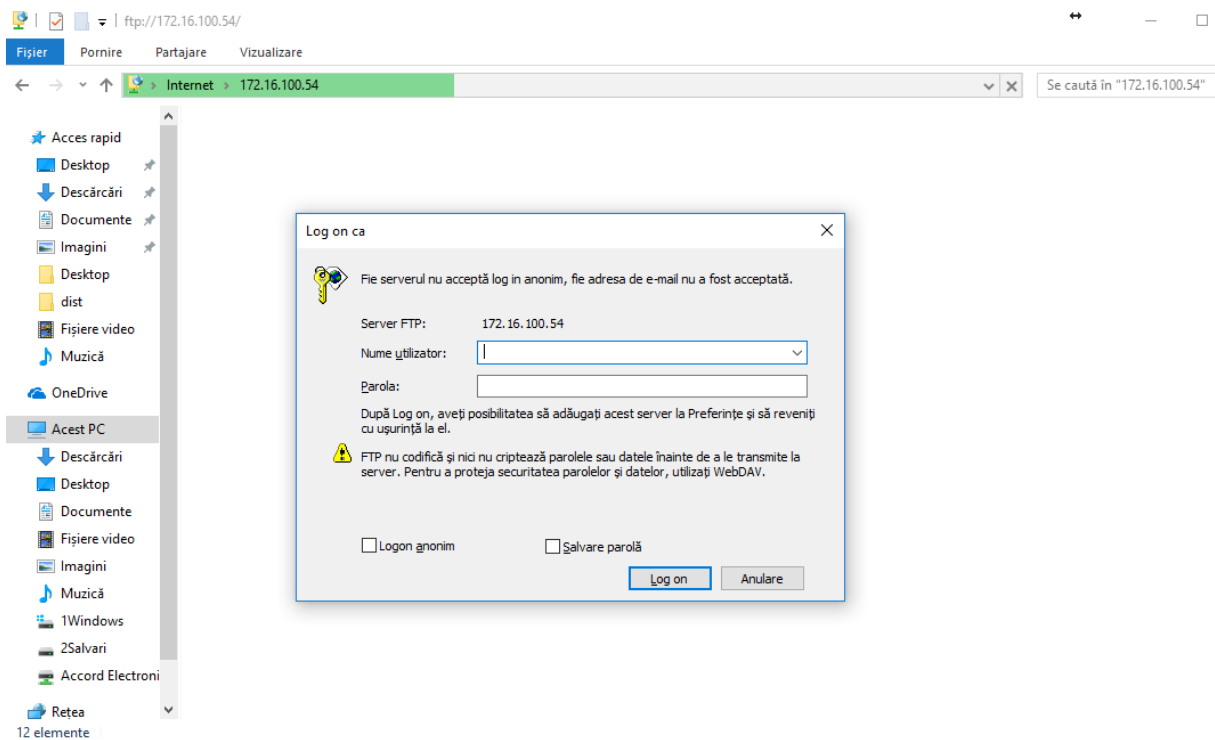 ftp://172.16.100.54/
Fișier Pornire Partajare Vizualizare
Internet 172.16.100.54 Se caută în "172.16.100.54"
Acces rapid
Desktop
Descărcări
Documente
Imagini
Desktop
dist
Fișiere video
Muzică
OneDrive
Acest PC
Descărcări
Desktop
Documente
Fișiere video
Imagini
Muzică
1Windows
2Salvari
Accord Electroni
Rețea
12 elemente
Log on ca
Fie serverul nu acceptă log in anonim, fie adresa de e-mail nu a fost acceptată.
Server FTP: 172.16.100.54
Nume utilizator:
Parola:
După Log on, aveți posibilitatea să adăugați acest server la Preferințe și să reveniți
cu ușurință la el.
FTP nu codifică și nici nu criptează parolele sau datele înainte de a le transmite la
server. Pentru a proteja securitatea parolelor și datelor, utilizați WebDAV.
Logon anonim Salvare parolă
Log on Anulare